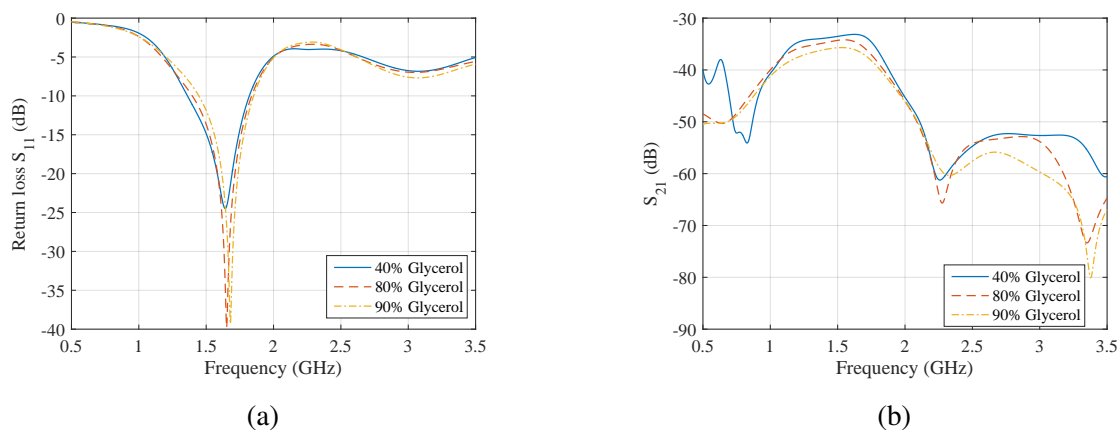 0
-5
-10
-15
-20
-25
-30
-35
-40
Return loss S11 (dB)
0.5 1 1.5 2 2.5 3 3.5
Frequency (GHz)
40% Glycerol
80% Glycerol
90% Glycerol
(a)
-30
-40
-50
-60
-70
-80
-90
S21 (dB)
0.5 1 1.5 2 2.5 3 3.5
Frequency (GHz)
40% Glycerol
80% Glycerol
90% Glycerol
(b)